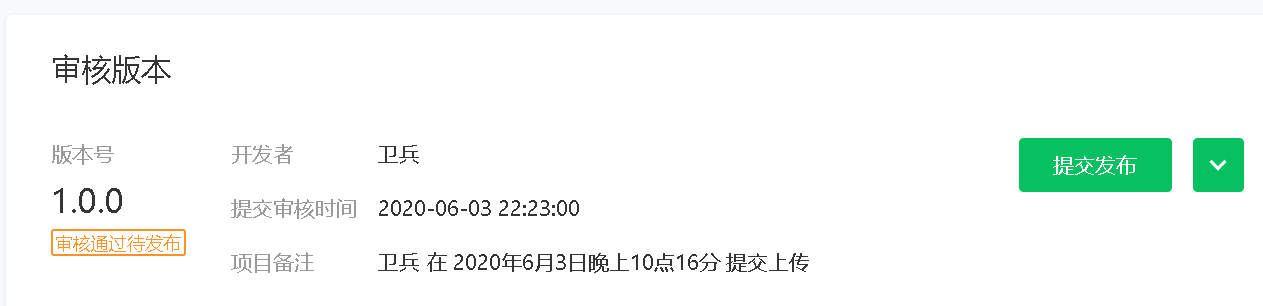 审核版本
版本号
1.0.0
审核通过待发布
开发者 卫兵
提交审核时间 2020-06-03 22:23:00
项目备注 卫兵 在 2020年6月3日晚上10点16分 提交上传
提交发布